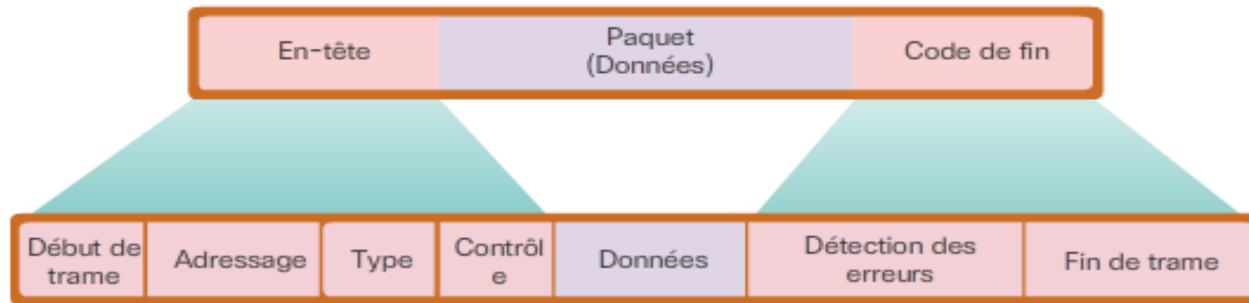 En-tête
Paquet
(Données)
Code de fin
Début de
trame
Adressage
Type
Contrôl
e
Données
Détection des
erreurs
Fin de trame